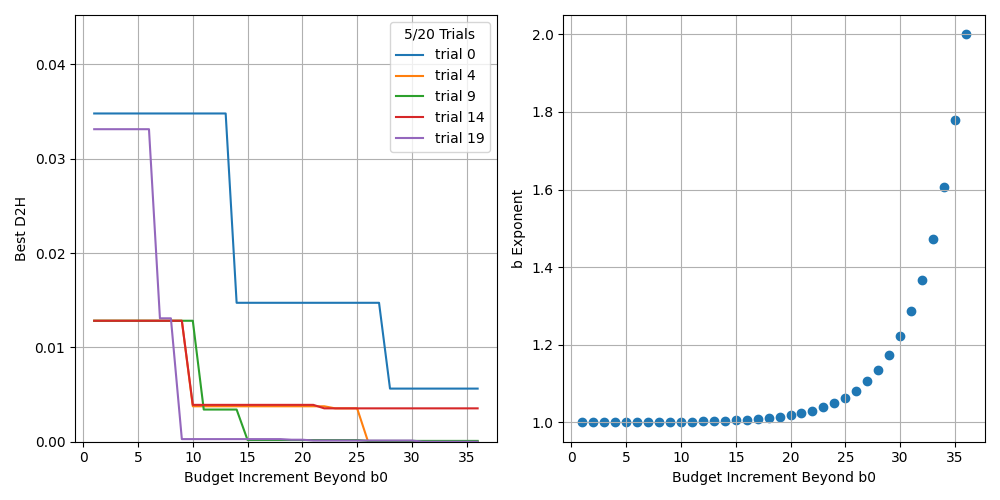 5/20 Trials
trial 0
trial 4
trial 9
trial 14
trial 19
Best D2H
0.04
0.03
0.02
0.01
0.00
0 5 10 15 20 25 30 35
Budget Increment Beyond b0
b Exponent
2.0
1.8
1.6
1.4
1.2
1.0
0 5 10 15 20 25 30 35
Budget Increment Beyond b0